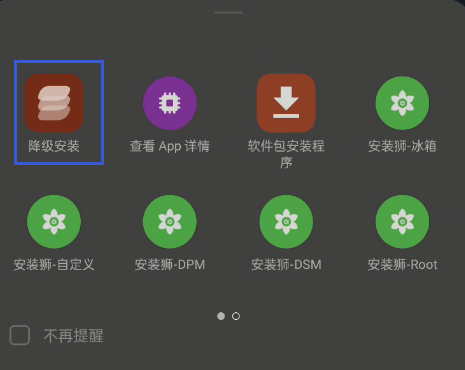 降级安装
查看 App 详情
软件包安装程
序
安装狮-冰箱
安装狮-自定义
安装狮-DPM
安装狮-DSM
安装狮-Root
不再提醒